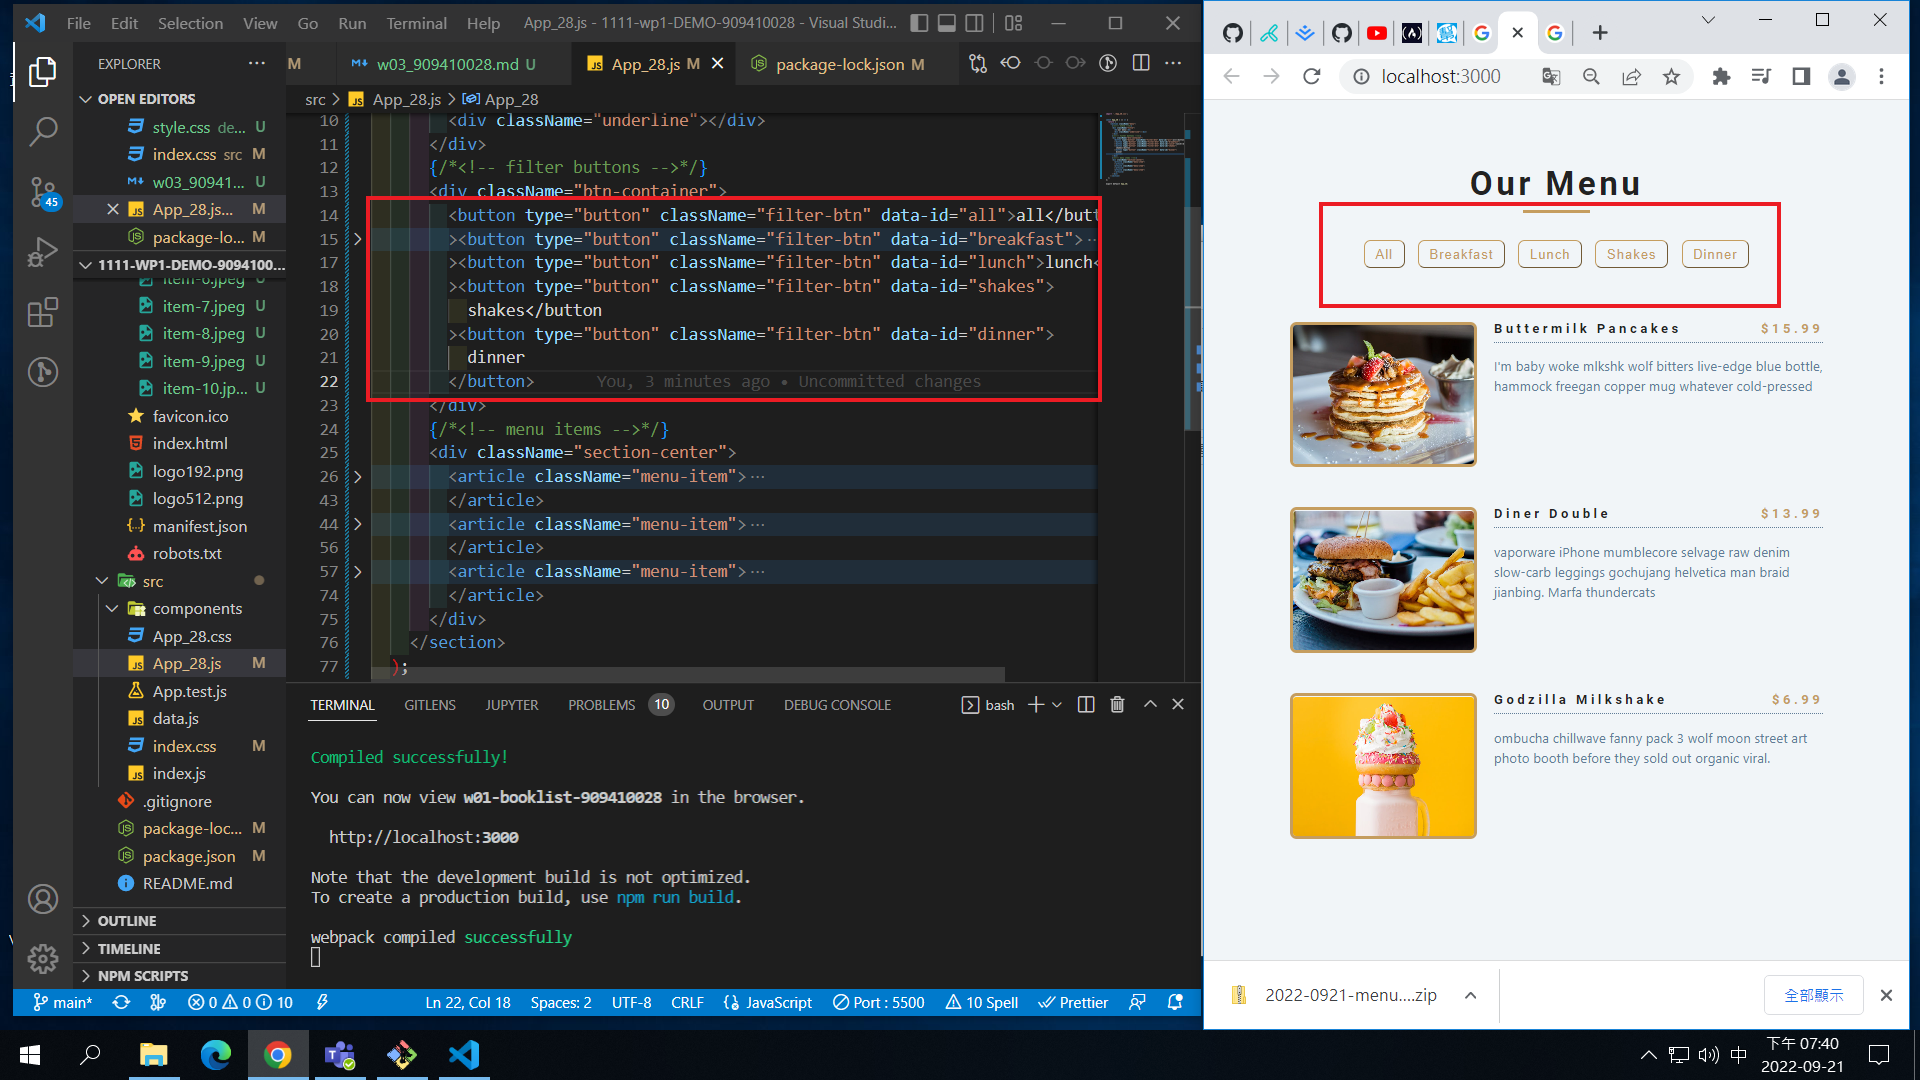 File Edit Selection View Go Run Terminal Help App_28.js - 1111-wp1-DEMO-909410028 - Visual Studi...
EXPLORER
OPEN EDITORS
style.css de... U
index.css src M
w03_90941... U
App_28.js... M
package-lo... M
1111-WP1-DEMO-9094100...
item-6.jpeg
item-7.jpeg U
item-8.jpeg U
item-9.jpeg U
item-10.jp... U
favicon.ico
index.html
logo192.png
logo512.png
manifest.json
robots.txt
src
components
App_28.css
App_28.js M
App.test.js
data.js
index.css M
index.js
.gitignore
package-loc... M
package.json M
README.md
OUTLINE
TIMELINE
NPM SCRIPTS
45
M w03_909410028.md U App_28.js M package-lock.json M
src > App_28.js > App_28
10 <div className="underline"></div>
11 </div>
12 {/*<!-- filter buttons -->*/}
13 <div className="btn-container">
14 <button type="button" className="filter-btn" data-id="all">all</butt
15 ><button type="button" className="filter-btn" data-id="breakfast">...
17 ><button type="button" className="filter-btn" data-id="lunch">lunch<
18 ><button type="button" className="filter-btn" data-id="shakes">
19 shakes</button
20 ><button type="button" className="filter-btn" data-id="dinner">
21 dinner
22 </button> You, 3 minutes ago • Uncommitted changes
23 </div>
24 {/*<!-- menu items -->*/}
25 <div className="section-center">
26 <article className="menu-item">...
43 </article>
44 <article className="menu-item">...
56 </article>
57 <article className="menu-item">...
74 </article>
75 </div>
76 </section>
77 );
TERMINAL GITLENS JUPYTER PROBLEMS 10 OUTPUT DEBUG CONSOLE bash
Compiled successfully!
You can now view w01-booklist-909410028 in the browser.
http://localhost:3000
Note that the development build is not optimized.
To create a production build, use npm run build.
webpack compiled successfully
main* 0 0 10 Ln 22, Col 18 Spaces: 2 UTF-8 CRLF JavaScript Port : 5500 10 Spell Prettier
localhost:3000
Our Menu
All Breakfast Lunch Shakes Dinner
Buttermilk Pancakes $15.99
I'm baby woke mlkshk wolf bitters live-edge blue bottle,
hammock freegan copper mug whatever cold-pressed
Diner Double $13.99
vaporware iPhone mumblecore selvage raw denim
slow-carb leggings gochujang helvetica man braid
jianbing. Marfa thundercats
Godzilla Milkshake $6.99
ombucha chillwave fanny pack 3 wolf moon street art
photo booth before they sold out organic viral.
2022-0921-menu....zip
全部顯示
中
下午 07:40
2022-09-21